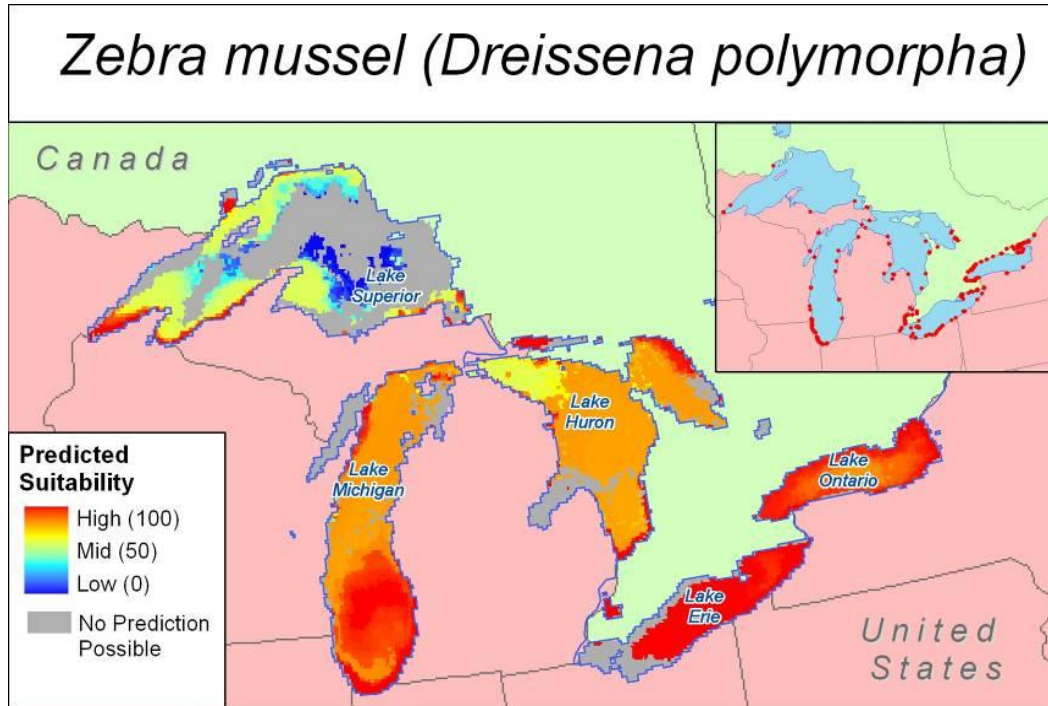 Zebra mussel (Dreissena polymorpha)
Canada
Lake
Superior
Lake
Huron
Lake
Michigan
Lake
Ontario
Lake
Erie
United
States
Predicted
Suitability
High (100)
Mid (50)
Low (0)
No Prediction
Possible